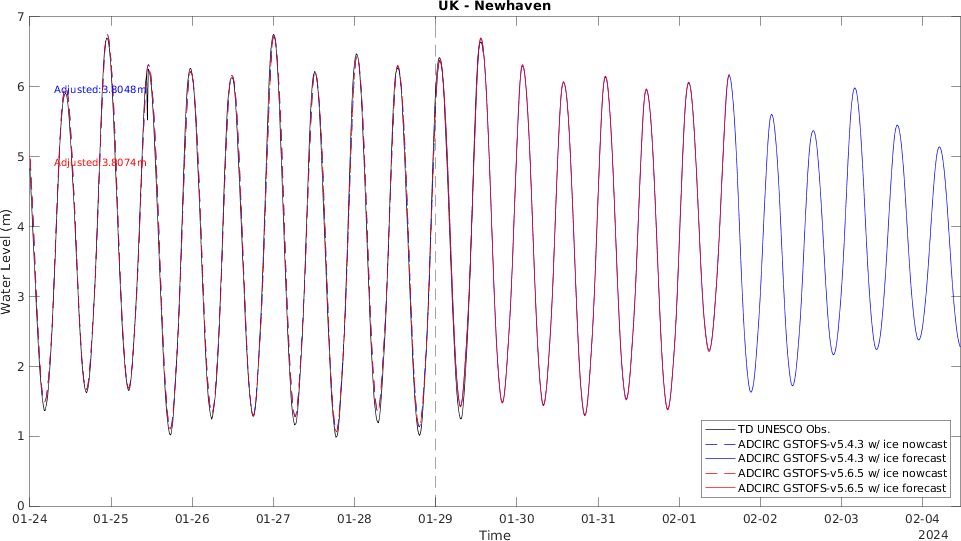 UK - Newhaven
7
6
5
4
3
2
1
0
Water Level (m)
Adjusted:3.8048m
Adjusted:3.8074m
TD UNESCO Obs.
ADCIRC GSTOFS-v5.4.3 w/ ice nowcast
ADCIRC GSTOFS-v5.4.3 w/ ice forecast
ADCIRC GSTOFS-v5.6.5 w/ ice nowcast
ADCIRC GSTOFS-v5.6.5 w/ ice forecast
01-24 01-25 01-26 01-27 01-28 01-29 01-30 01-31 02-01 02-02 02-03 02-04
Time
2024